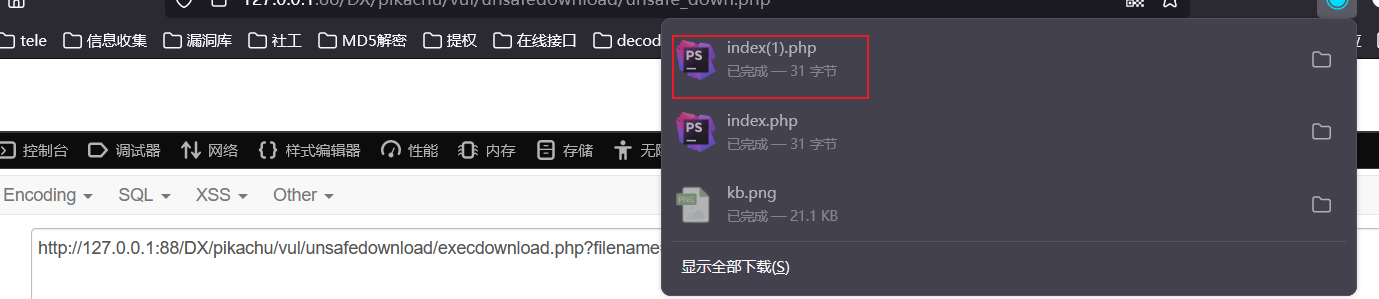 127.0.0.1:88/DX/pikachu/vul/unsafedownload/unsafe_down.php
tele 信息收集 漏洞库 社工 MD5解密 提权 在线接口 decod
index(1).php
已完成 — 31 字节
index.php
已完成 — 31 字节
kb.png
已完成 — 21.1 KB
显示全部下载(S)
控制台 调试器 网络 样式编辑器 性能 内存 存储 无
Encoding SQL XSS Other
http://127.0.0.1:88/DX/pikachu/vul/unsafedownload/execdownload.php?filename=